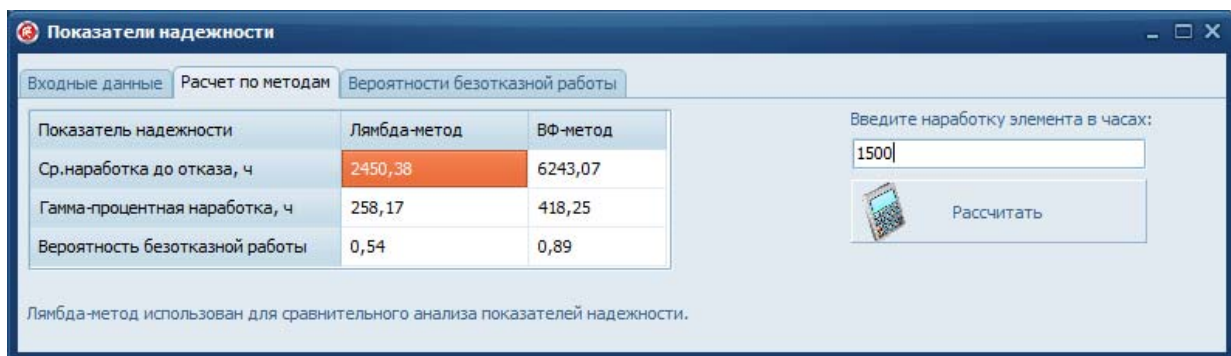 Показатели надежности
Входные данные Расчет по методам Вероятности безотказной работы
Показатель надежности Лямбда-метод ВФ-метод
Ср.наработка до отказа, ч 2450,38 6243,07
Гамма-процентная наработка, ч 258,17 418,25
Вероятность безотказной работы 0,54 0,89
Введите наработку элемента в часах:
1500
Рассчитать
Лямбда-метод использован для сравнительного анализа показателей надежности.